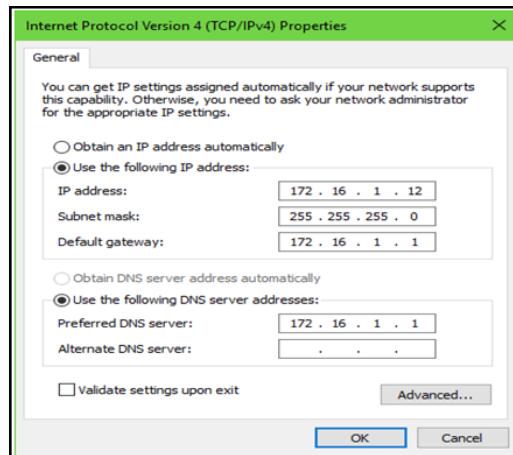 Internet Protocol Version 4 (TCP/IPv4) Properties
General
You can get IP settings assigned automatically if your network supports
this capability. Otherwise, you need to ask your network administrator
for the appropriate IP settings.
Obtain an IP address automatically
Use the following IP address:
IP address: 172 . 16 . 1 . 12
Subnet mask: 255 . 255 . 255 . 0
Default gateway: 172 . 16 . 1 . 1
Obtain DNS server address automatically
Use the following DNS server addresses:
Preferred DNS server: 172 . 16 . 1 . 1
Alternate DNS server: . . .
Validate settings upon exit
Advanced...
OK Cancel